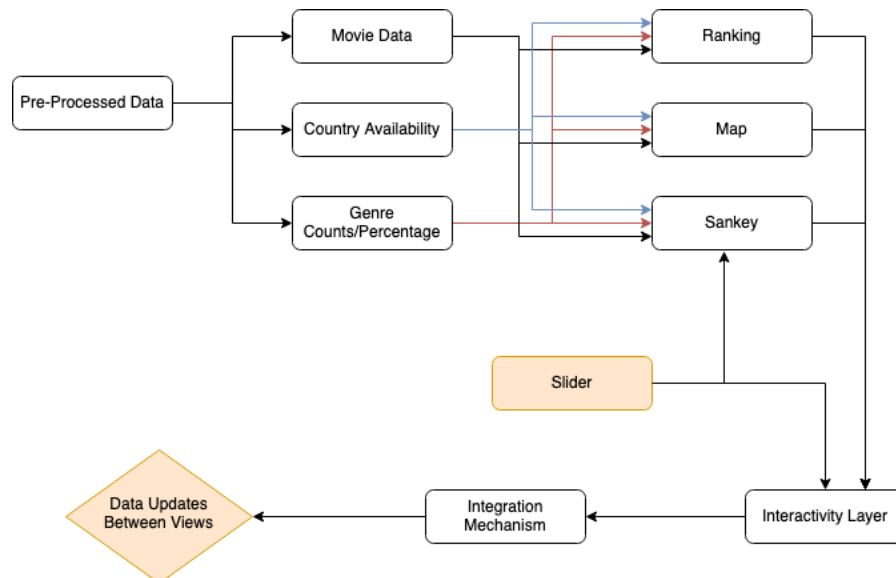 Movie Data
Ranking
Pre-Processed Data
Country Availability
Map
Genre
Counts/Percentage
Sankey
Slider
Data Updates
Between Views
Integration
Mechanism
Interactivity Layer